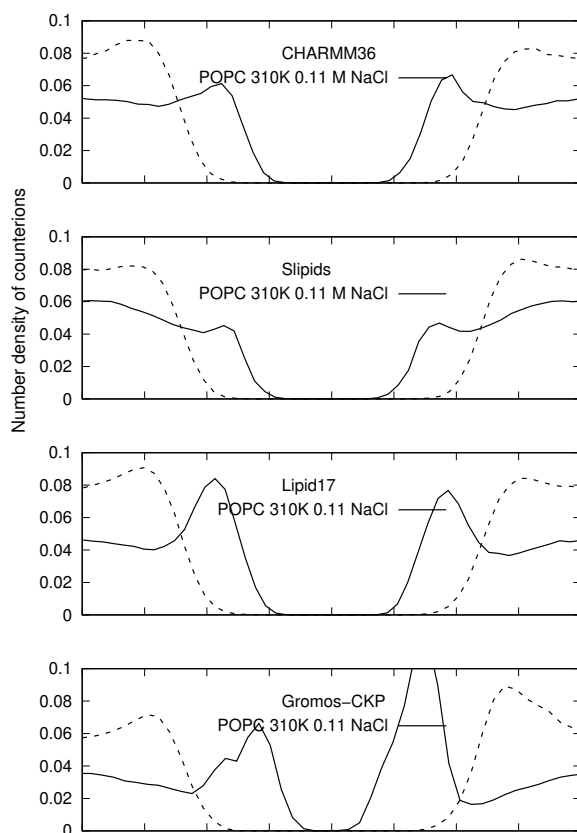 Number density of counterions
0.1
0.08
0.06
0.04
0.02
0
CHARMM36
POPC 310K 0.11 M NaCl
0.1
0.08
0.06
0.04
0.02
0
Slipids
POPC 310K 0.11 M NaCl
0.1
0.08
0.06
0.04
0.02
0
Lipid17
POPC 310K 0.11 NaCl
0.1
0.08
0.06
0.04
0.02
0
Gromos−CKP
POPC 310K 0.11 NaCl